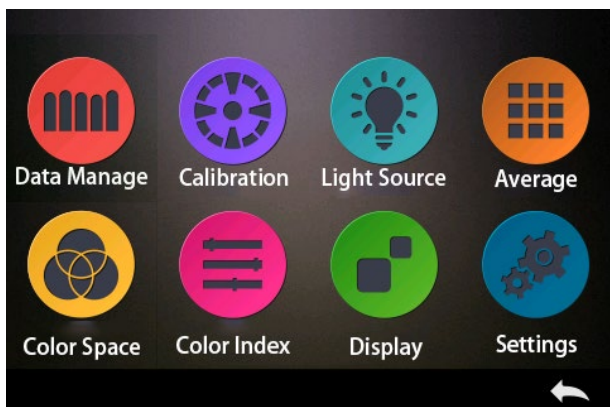 Data Manage
Calibration
Light Source
Average
Color Space
Color Index
Display
Settings